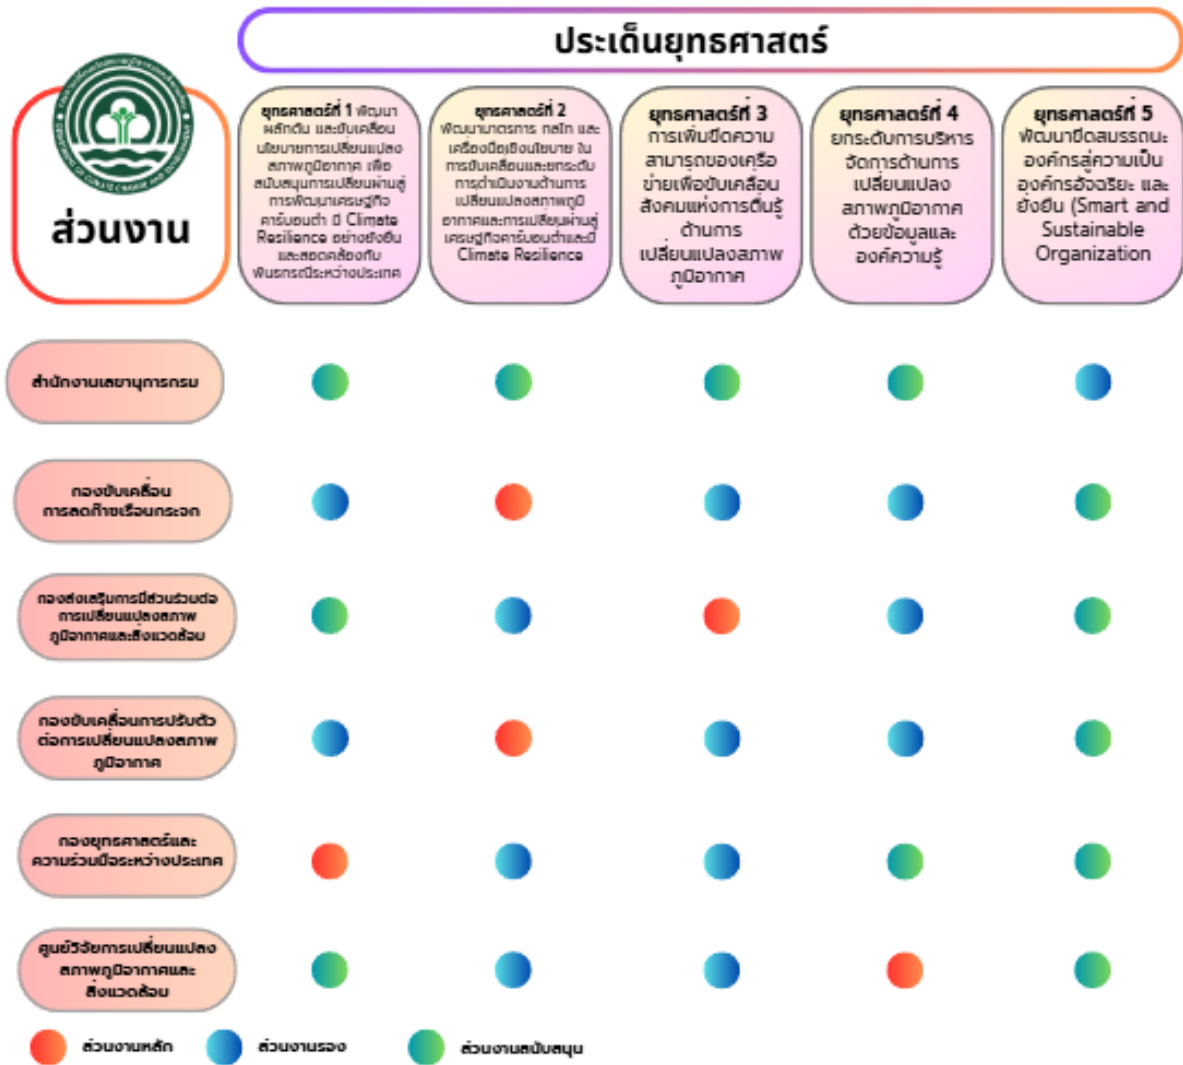 ประเด็นยุทธศาสตร์
ส่วนงาน
ยุทธศาสตร์ที่ 1 พัฒนา
ผลักดัน และขับเคลื่อน
นโยบายการเปลี่ยนแปลง
สภาพภูมิอากาศ เพื่อ
สนับสนุนการเปลี่ยนผ่านสู่
การพัฒนาเศรษฐกิจ
คาร์บอนต่ำ มี Climate
Resilience อย่างยั่งยืน
และสอดคล้องกับ
พันธกรณีระหว่างประเทศ
ยุทธศาสตร์ที่ 2
พัฒนามาตรการ กลไก และ
เครื่องมือเชิงนโยบาย ใน
การขับเคลื่อนและยกระดับ
การดำเนินงานด้านการ
เปลี่ยนแปลงสภาพภูมิ
อากาศและการเปลี่ยนผ่านสู่
เศรษฐกิจคาร์บอนต่ำและมี
Climate Resilience
ยุทธศาสตร์ที่ 3
การเพิ่มขีดความ
สามารถของเครือ
ข่ายเพื่อขับเคลื่อน
สังคมแห่งการตื่นรู้
ด้านการ
เปลี่ยนแปลงสภาพ
ภูมิอากาศ
ยุทธศาสตร์ที่ 4
ยกระดับการบริหาร
จัดการด้านการ
เปลี่ยนแปลง
สภาพภูมิอากาศ
ด้วยข้อมูลและ
องค์ความรู้
ยุทธศาสตร์ที่ 5
พัฒนาขีดสมรรถนะ
องค์กรสู่ความเป็น
องค์กรอัจฉริยะ และ
ยั่งยืน (Smart and
Sustainable
Organization
สำนักงานเลขานุการกรม
กองขับเคลื่อน
การลดก๊าซเรือนกระจก
กองส่งเสริมการมีส่วนร่วมต่อ
การเปลี่ยนแปลงสภาพ
ภูมิอากาศและสิ่งแวดล้อม
กองขับเคลื่อนการปรับตัว
ต่อการเปลี่ยนแปลงสภาพ
ภูมิอากาศ
กองยุทธศาสตร์และ
ความร่วมมือระหว่างประเทศ
ศูนย์วิจัยการเปลี่ยนแปลง
สภาพภูมิอากาศและ
สิ่งแวดล้อม
ส่วนงานหลัก
ส่วนงานรอง
ส่วนงานสนับสนุน